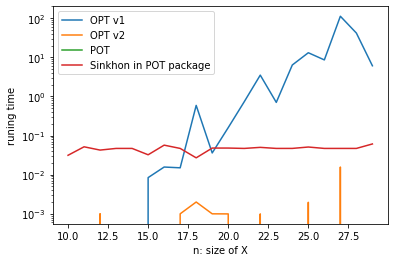 10²
OPT v1
OPT v2
POT
Sinkhon in POT package
10¹
10⁰
10⁻¹
10⁻²
10⁻³
runing time
10.0 12.5 15.0 17.5 20.0 22.5 25.0 27.5
n: size of X